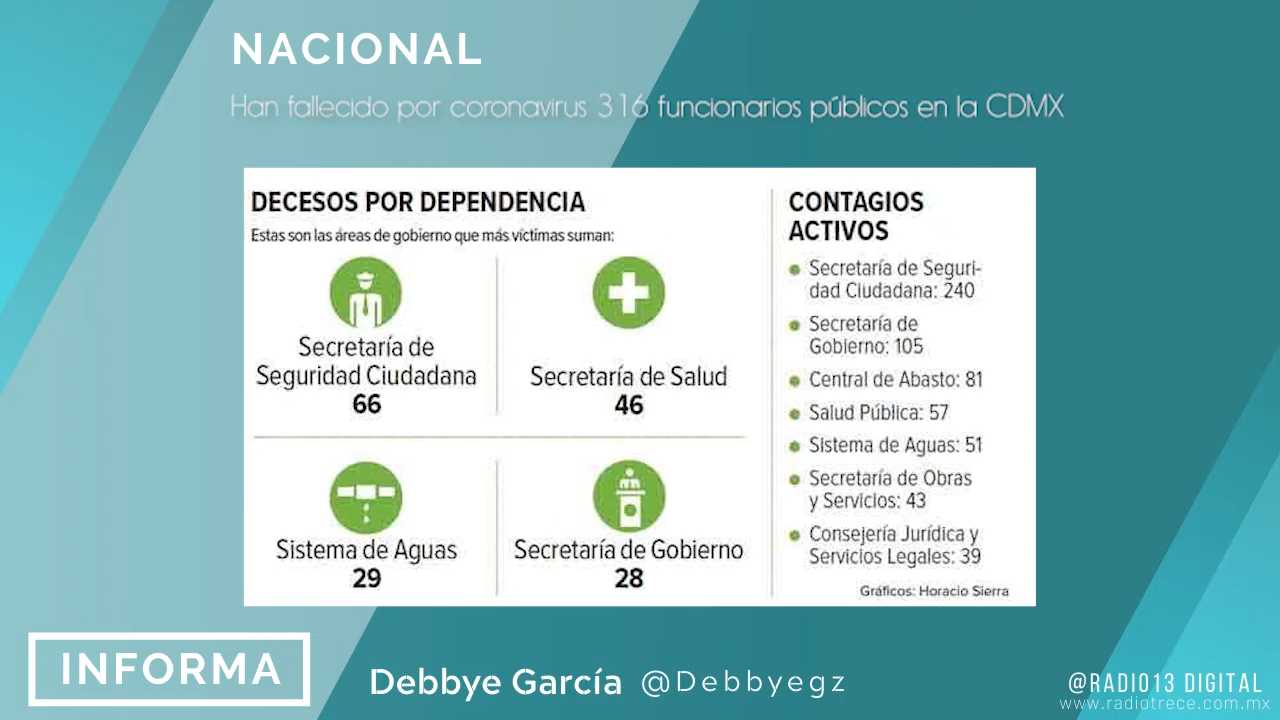 NACIONAL
Han fallecido por coronavirus 316 funcionarios públicos en la CDMX
DECESOS POR DEPENDENCIA
Estas son las áreas de gobierno que más víctimas suman:
Secretaría de
Seguridad Ciudadana
66
Secretaría de Salud
46
Sistema de Aguas
29
Secretaría de Gobierno
28
CONTAGIOS
ACTIVOS
Secretaría de Seguri-
dad Ciudadana: 240
Secretaría de
Gobierno: 105
Central de Abasto: 81
Salud Pública: 57
Sistema de Aguas: 51
Secretaría de Obras
y Servicios: 43
Consejería Jurídica y
Servicios Legales: 39
Gráficos: Horacio Sierra
INFORMA
Debbye García @Debbyegz
@RADIO13 DIGITAL
www.radiotrece.com.mx